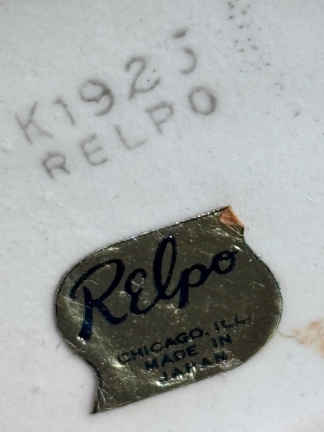 K1925
RELPO
Relpo
CHICAGO, ILL.
MADE IN
JAPAN